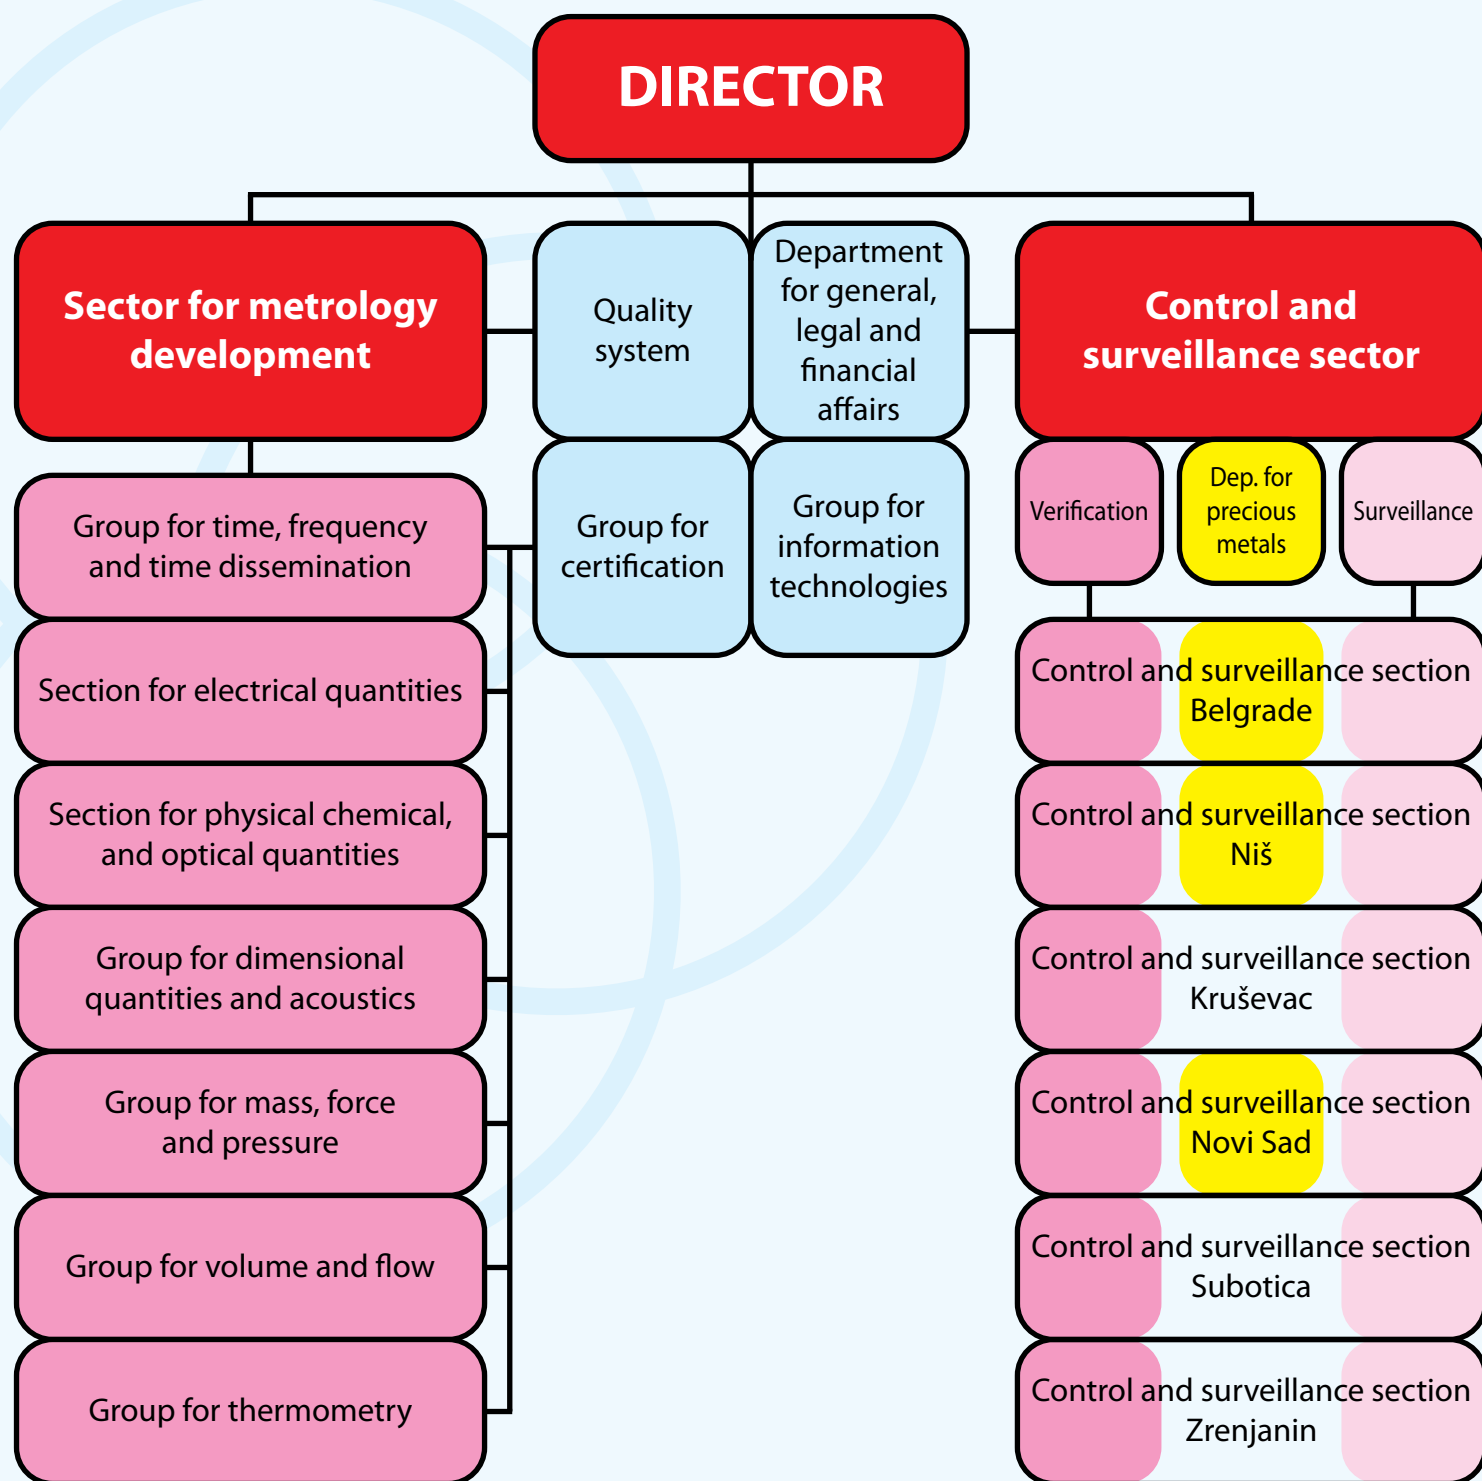 DIRECTOR
Sector for metrology
development
Quality
system
Department
for general,
legal and
financial
affairs
Control and
surveillance sector
Group for time, frequency
and time dissemination
Section for electrical quantities
Section for physical chemical,
and optical quantities
Group for dimensional
quantities and acoustics
Group for mass, force
and pressure
Group for volume and flow
Group for thermometry
Group for
certification
Group for
information
technologies
Verification
Dep. for
precious
metals
Surveillance
Control and surveillance section
Belgrade
Control and surveillance section
Niš
Control and surveillance section
Kruševac
Control and surveillance section
Novi Sad
Control and surveillance section
Subotica
Control and surveillance section
Zrenjanin